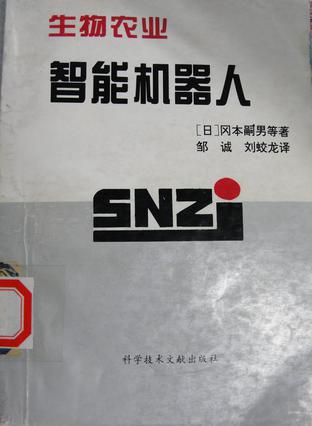 生物农业
智能机器人
[日]冈本嗣男等著
邹 诚 刘蛟龙译
SNZj
科学技术文献出版社